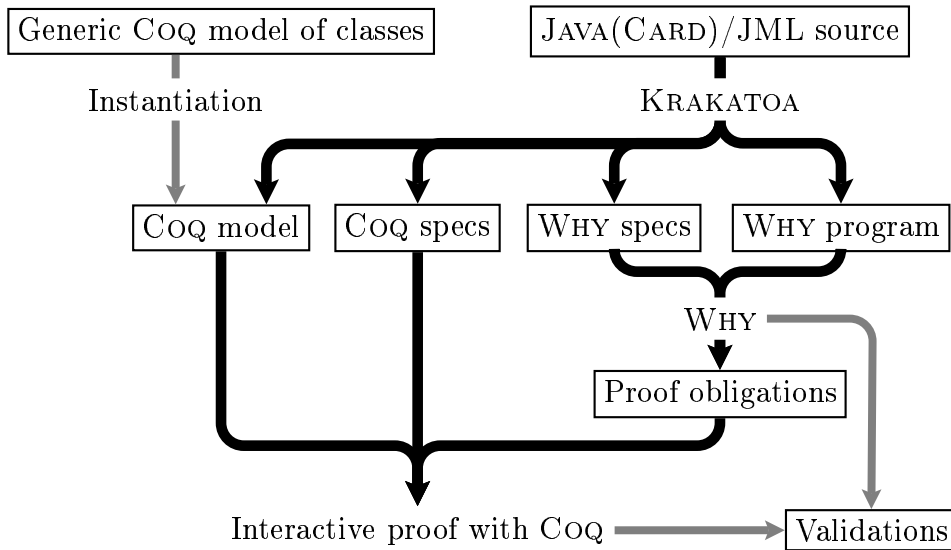 Generic COQ model of classes
JAVA(CARD)/JML source
Instantiation
KRAKATOA
COQ model
COQ specs
WHY specs
WHY program
WHY
Proof obligations
Interactive proof with COQ
Validations